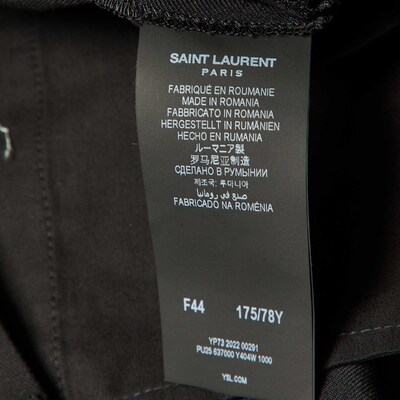 SAINT LAURENT
PARIS
FABRIQUÉ EN ROUMANIE
MADE IN ROMANIA
FABBRICATO IN ROMANIA
HERGESTELLT IN RUMÄNIEN
HECHO EN RUMANIA
ルーマニア製
罗马尼亚制造
СДЕЛАНО В РУМЫНИИ
제조국: 루마니아
صنع في رومانيا
FABRICADO NA ROMÉNIA
F44 175/78Y
YP73 2022 00291
PU25 637000 Y404W 1000
YSL.COM